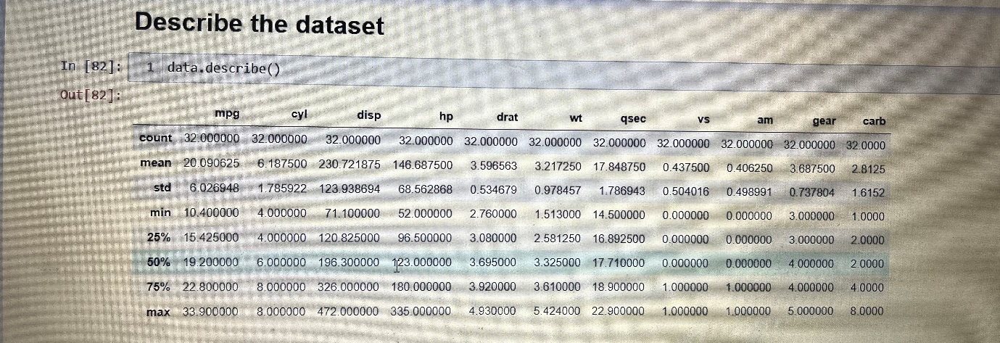 Describe the dataset
In [82]: 1 data.describe()
Out[82]:
mpg cyl disp hp drat wt qsec vs am gear carb
count 32.000000 32.000000 32.000000 32.000000 32.000000 32.000000 32.000000 32.000000 32.000000 32.000000 32.0000
mean 20.090625 6.187500 230.721875 146.687500 3.596563 3.217250 17.848750 0.437500 0.406250 3.687500 2.8125
std 6.026948 1.785922 123.938694 68.562868 0.534679 0.978457 1.786943 0.504016 0.498991 0.737804 1.6152
min 10.400000 4.000000 71.100000 52.000000 2.760000 1.513000 14.500000 0.000000 0.000000 3.000000 1.0000
25% 15.425000 4.000000 120.825000 96.500000 3.080000 2.581250 16.892500 0.000000 0.000000 3.000000 2.0000
50% 19.200000 6.000000 196.300000 123.000000 3.695000 3.325000 17.710000 0.000000 0.000000 4.000000 2.0000
75% 22.800000 8.000000 326.000000 180.000000 3.920000 3.610000 18.900000 1.000000 1.000000 4.000000 4.0000
max 33.900000 8.000000 472.000000 335.000000 4.930000 5.424000 22.900000 1.000000 1.000000 5.000000 8.0000